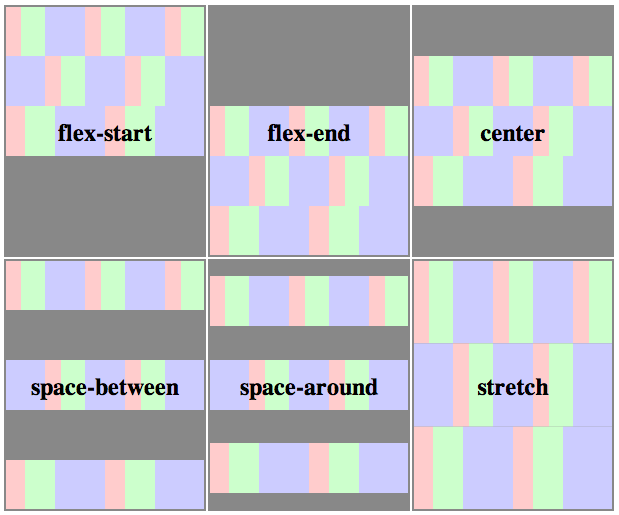 flex-start
flex-end
center
space-between
space-around
stretch